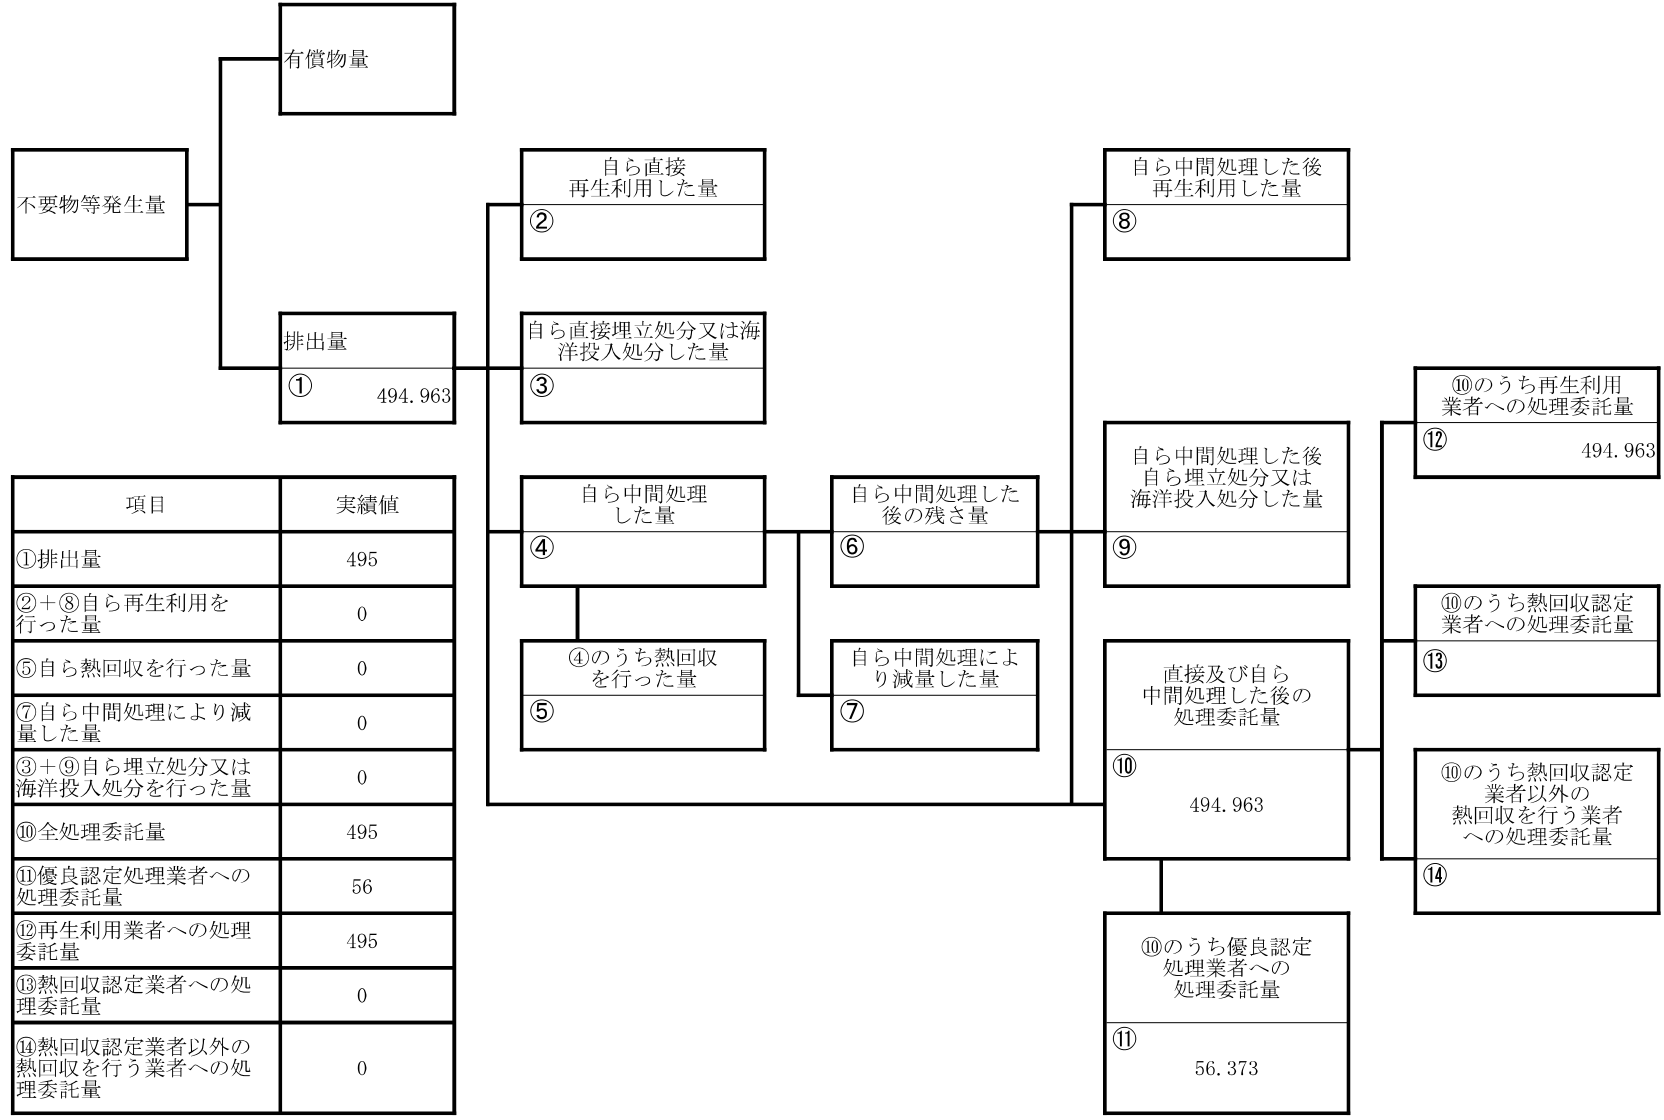 有償物量
不要物等発生量
自ら直接
再生利用した量
②
自ら中間処理した後
再生利用した量
⑧
排出量
①
494.963
自ら直接埋立処分又は海
洋投入処分した量
③
⑩のうち再生利用
業者への処理委託量
⑫
494.963
自ら中間処理
した量
④
自ら中間処理した
後の残さ量
⑥
自ら中間処理した後
自ら埋立処分又は
海洋投入処分した量
⑨
⑩のうち熱回収認定
業者への処理委託量
⑬
④のうち熱回収
を行った量
⑤
自ら中間処理によ
り減量した量
⑦
直接及び自ら
中間処理した後の
処理委託量
⑩
494.963
⑩のうち熱回収認定
業者以外の
熱回収を行う業者
への処理委託量
⑭
⑩のうち優良認定
処理業者への
処理委託量
⑪
56.373
項目
実績値
①排出量
495
②＋⑧自ら再生利用を
行った量
0
⑤自ら熱回収を行った量
0
⑦自ら中間処理により減
量した量
0
③＋⑨自ら埋立処分又は
海洋投入処分を行った量
0
⑩全処理委託量
495
⑪優良認定処理業者への
処理委託量
56
⑫再生利用業者への処理
委託量
495
⑬熱回収認定業者への処
理委託量
0
⑭熱回収認定業者以外の
熱回収を行う業者への処
理委託量
0